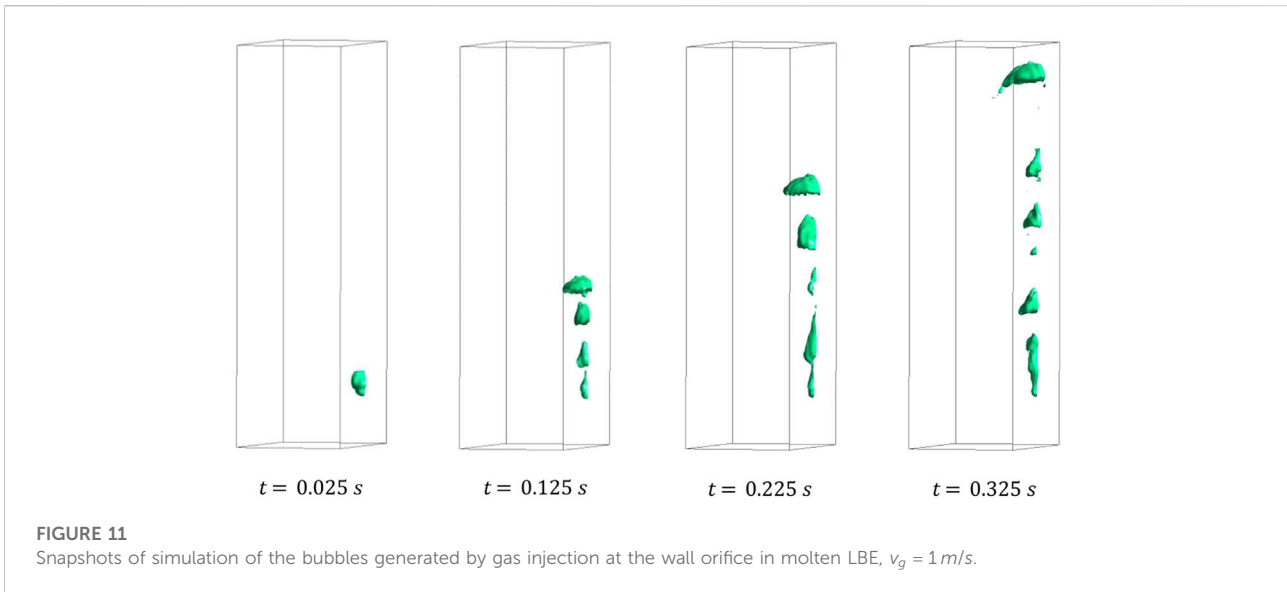 t = 0.025 s
t = 0.125 s
t = 0.225 s
t = 0.325 s
FIGURE 11
Snapshots of simulation of the bubbles generated by gas injection at the wall orifice in molten LBE, v_g = 1 m/s.